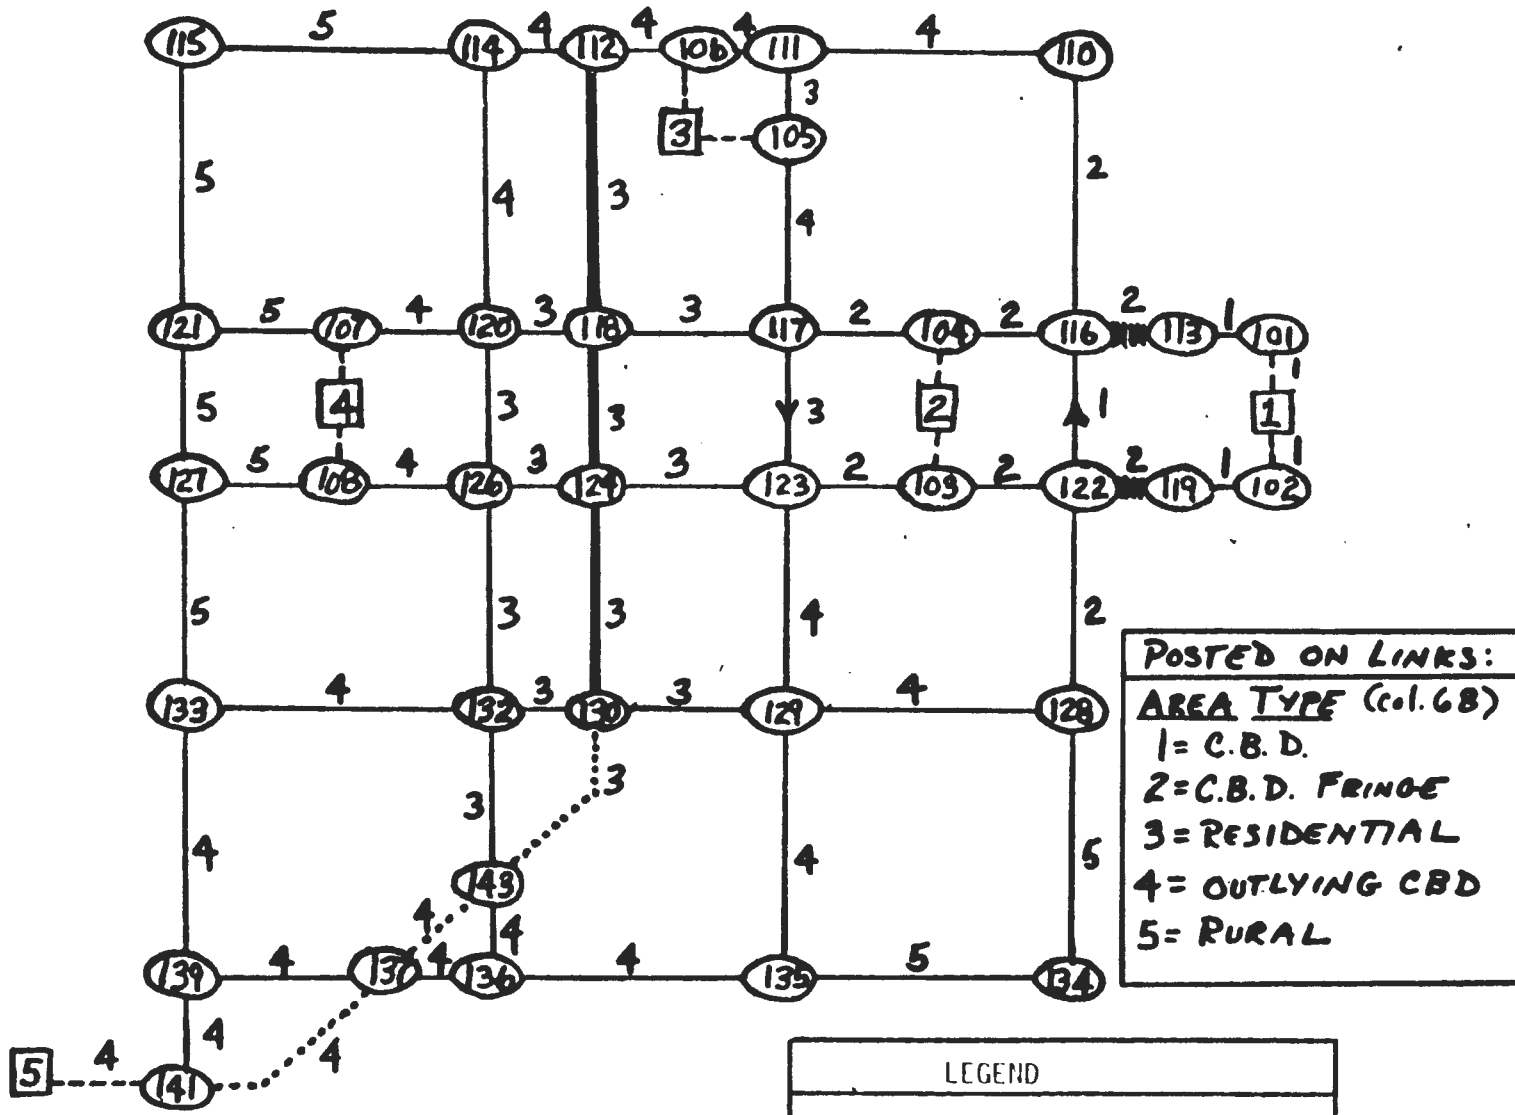 115 5 114 4 112 4 106 4 111 4 110
5 4 3 3 105 3 4 2
121 5 107 4 120 3 118 3 117 2 104 2 116 2 113 1 101
5 4 3 3 3 2 1 1 1
127 5 108 4 126 3 124 3 123 2 103 2 122 2 119 1 102 1
5 3 3 4 2
133 4 132 3 130 3 129 4 128
4 3 3 4 5
143
4 4
139 4 137 4 136 4 135 5 134
4 4
5 4 141
POSTED ON LINKS:
AREA TYPE (col.68)
1= C.B.D.
2= C.B.D. FRINGE
3= RESIDENTIAL
4= OUTLYING CBD
5= RURAL
LEGEND